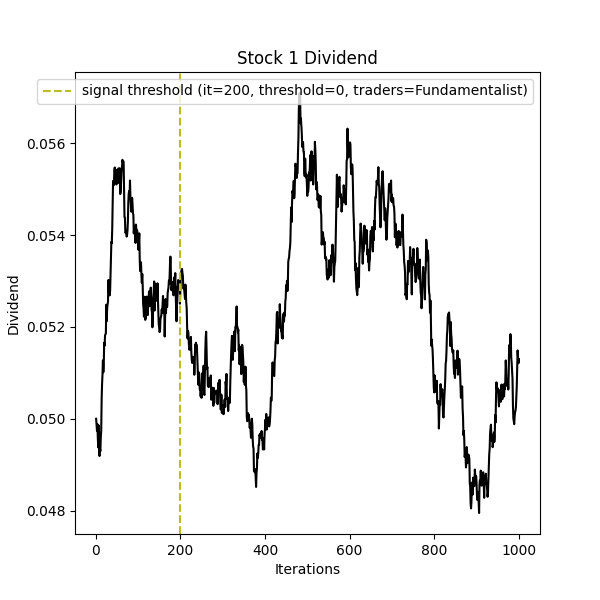 Stock 1 Dividend
signal threshold (it=200, threshold=0, traders=Fundamentalist)
0.056
0.054
0.052
0.050
0.048
Dividend
0 200 400 600 800 1000
Iterations